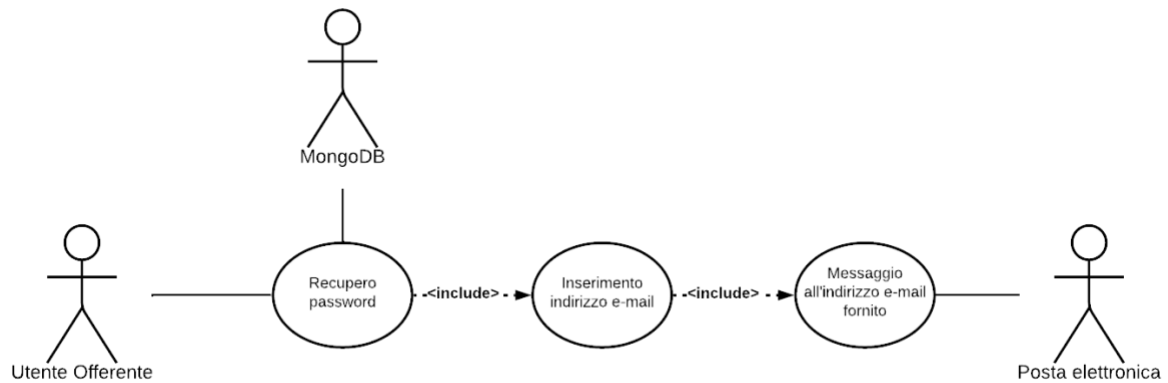 MongoDB
Utente Offerente
Recupero
password
<include>
Inserimento
indirizzo e-mail
<include>
Messaggio
all'indirizzo e-mail
fornito
Posta elettronica